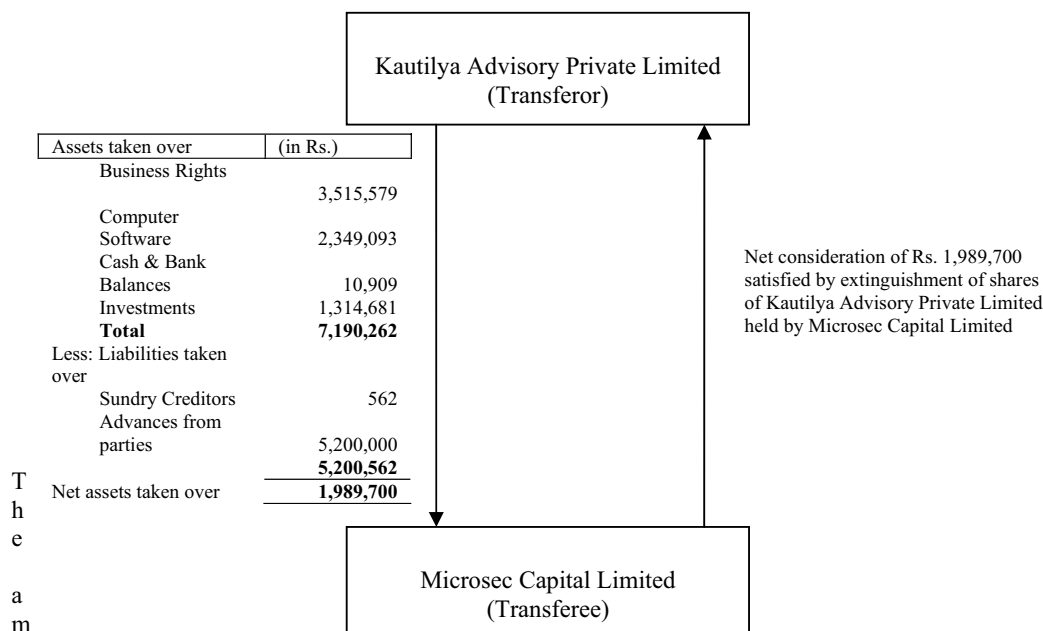 Kautilya Advisory Private Limited
(Transferor)
Assets taken over (in Rs.)
Business Rights
3,515,579
Computer
Software 2,349,093
Cash & Bank
Balances 10,909
Investments 1,314,681
Total 7,190,262
Less: Liabilities taken
over
Sundry Creditors 562
Advances from
parties 5,200,000
5,200,562
Net assets taken over 1,989,700
Net consideration of Rs. 1,989,700
satisfied by extinguishment of shares
of Kautilya Advisory Private Limited
held by Microsec Capital Limited
T
h
e
a
m
Microsec Capital Limited
(Transferee)